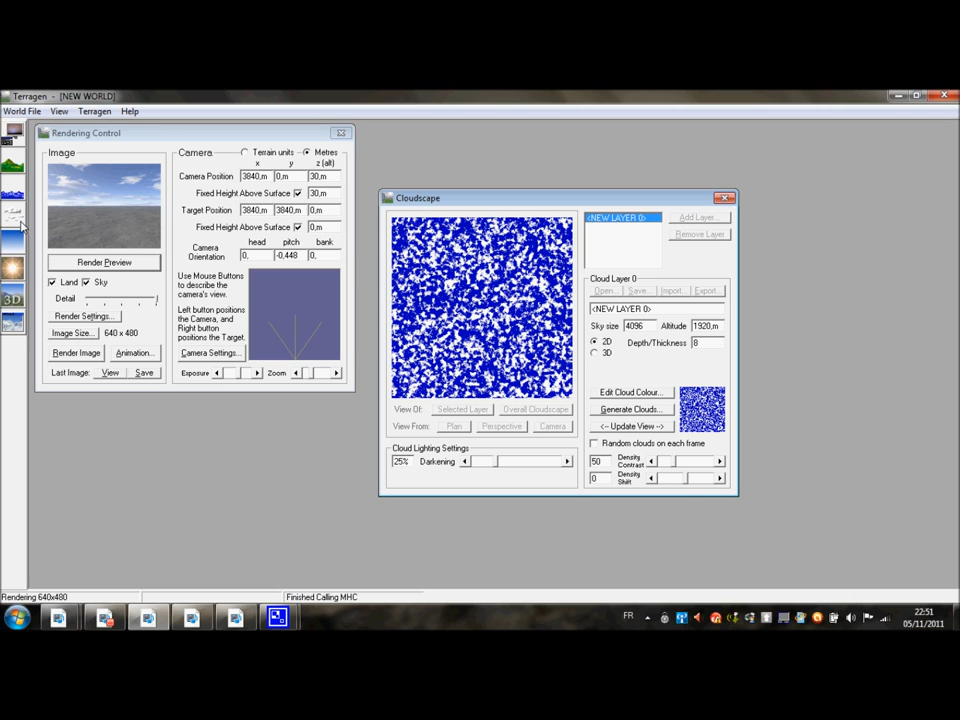 Terragen - [NEW WORLD]
World File View Terragen Help
Rendering Control
Image
Render Preview
Land Sky
Detail
Render Settings...
Image Size... 640 x 480
Render Image Animation...
Last Image: View Save
Camera Terrain units Metres
x y z (alt)
Camera Position 3840,m 0,m 30,m
Fixed Height Above Surface 30,m
Target Position 3840,m 3840,m 0,m
Fixed Height Above Surface 0,m
head pitch bank
Camera Orientation 0, -0,448 0,
Use Mouse Buttons
to describe the
camera's view.
Left button
positions the
Camera, and
Right button
positions the Target.
Camera Settings...
Exposure Zoom
Cloudscape
View Of: Selected Layer Overall Cloudscape
View From: Plan Perspective Camera
Cloud Lighting Settings
25% Darkening
<NEW LAYER 0>
Add Layer...
Remove Layer
Cloud Layer 0
Open... Save... Import... Export...
<NEW LAYER 0>
Sky size 4096 Altitude 1920,m
2D Depth/Thickness 8
3D
Edit Cloud Colour...
Generate Clouds...
<-- Update View -->
Random clouds on each frame
50 Density Contrast
0 Density Shift
3D
Rendering 640x480 Finished Calling MHC
FR
22:51
05/11/2011